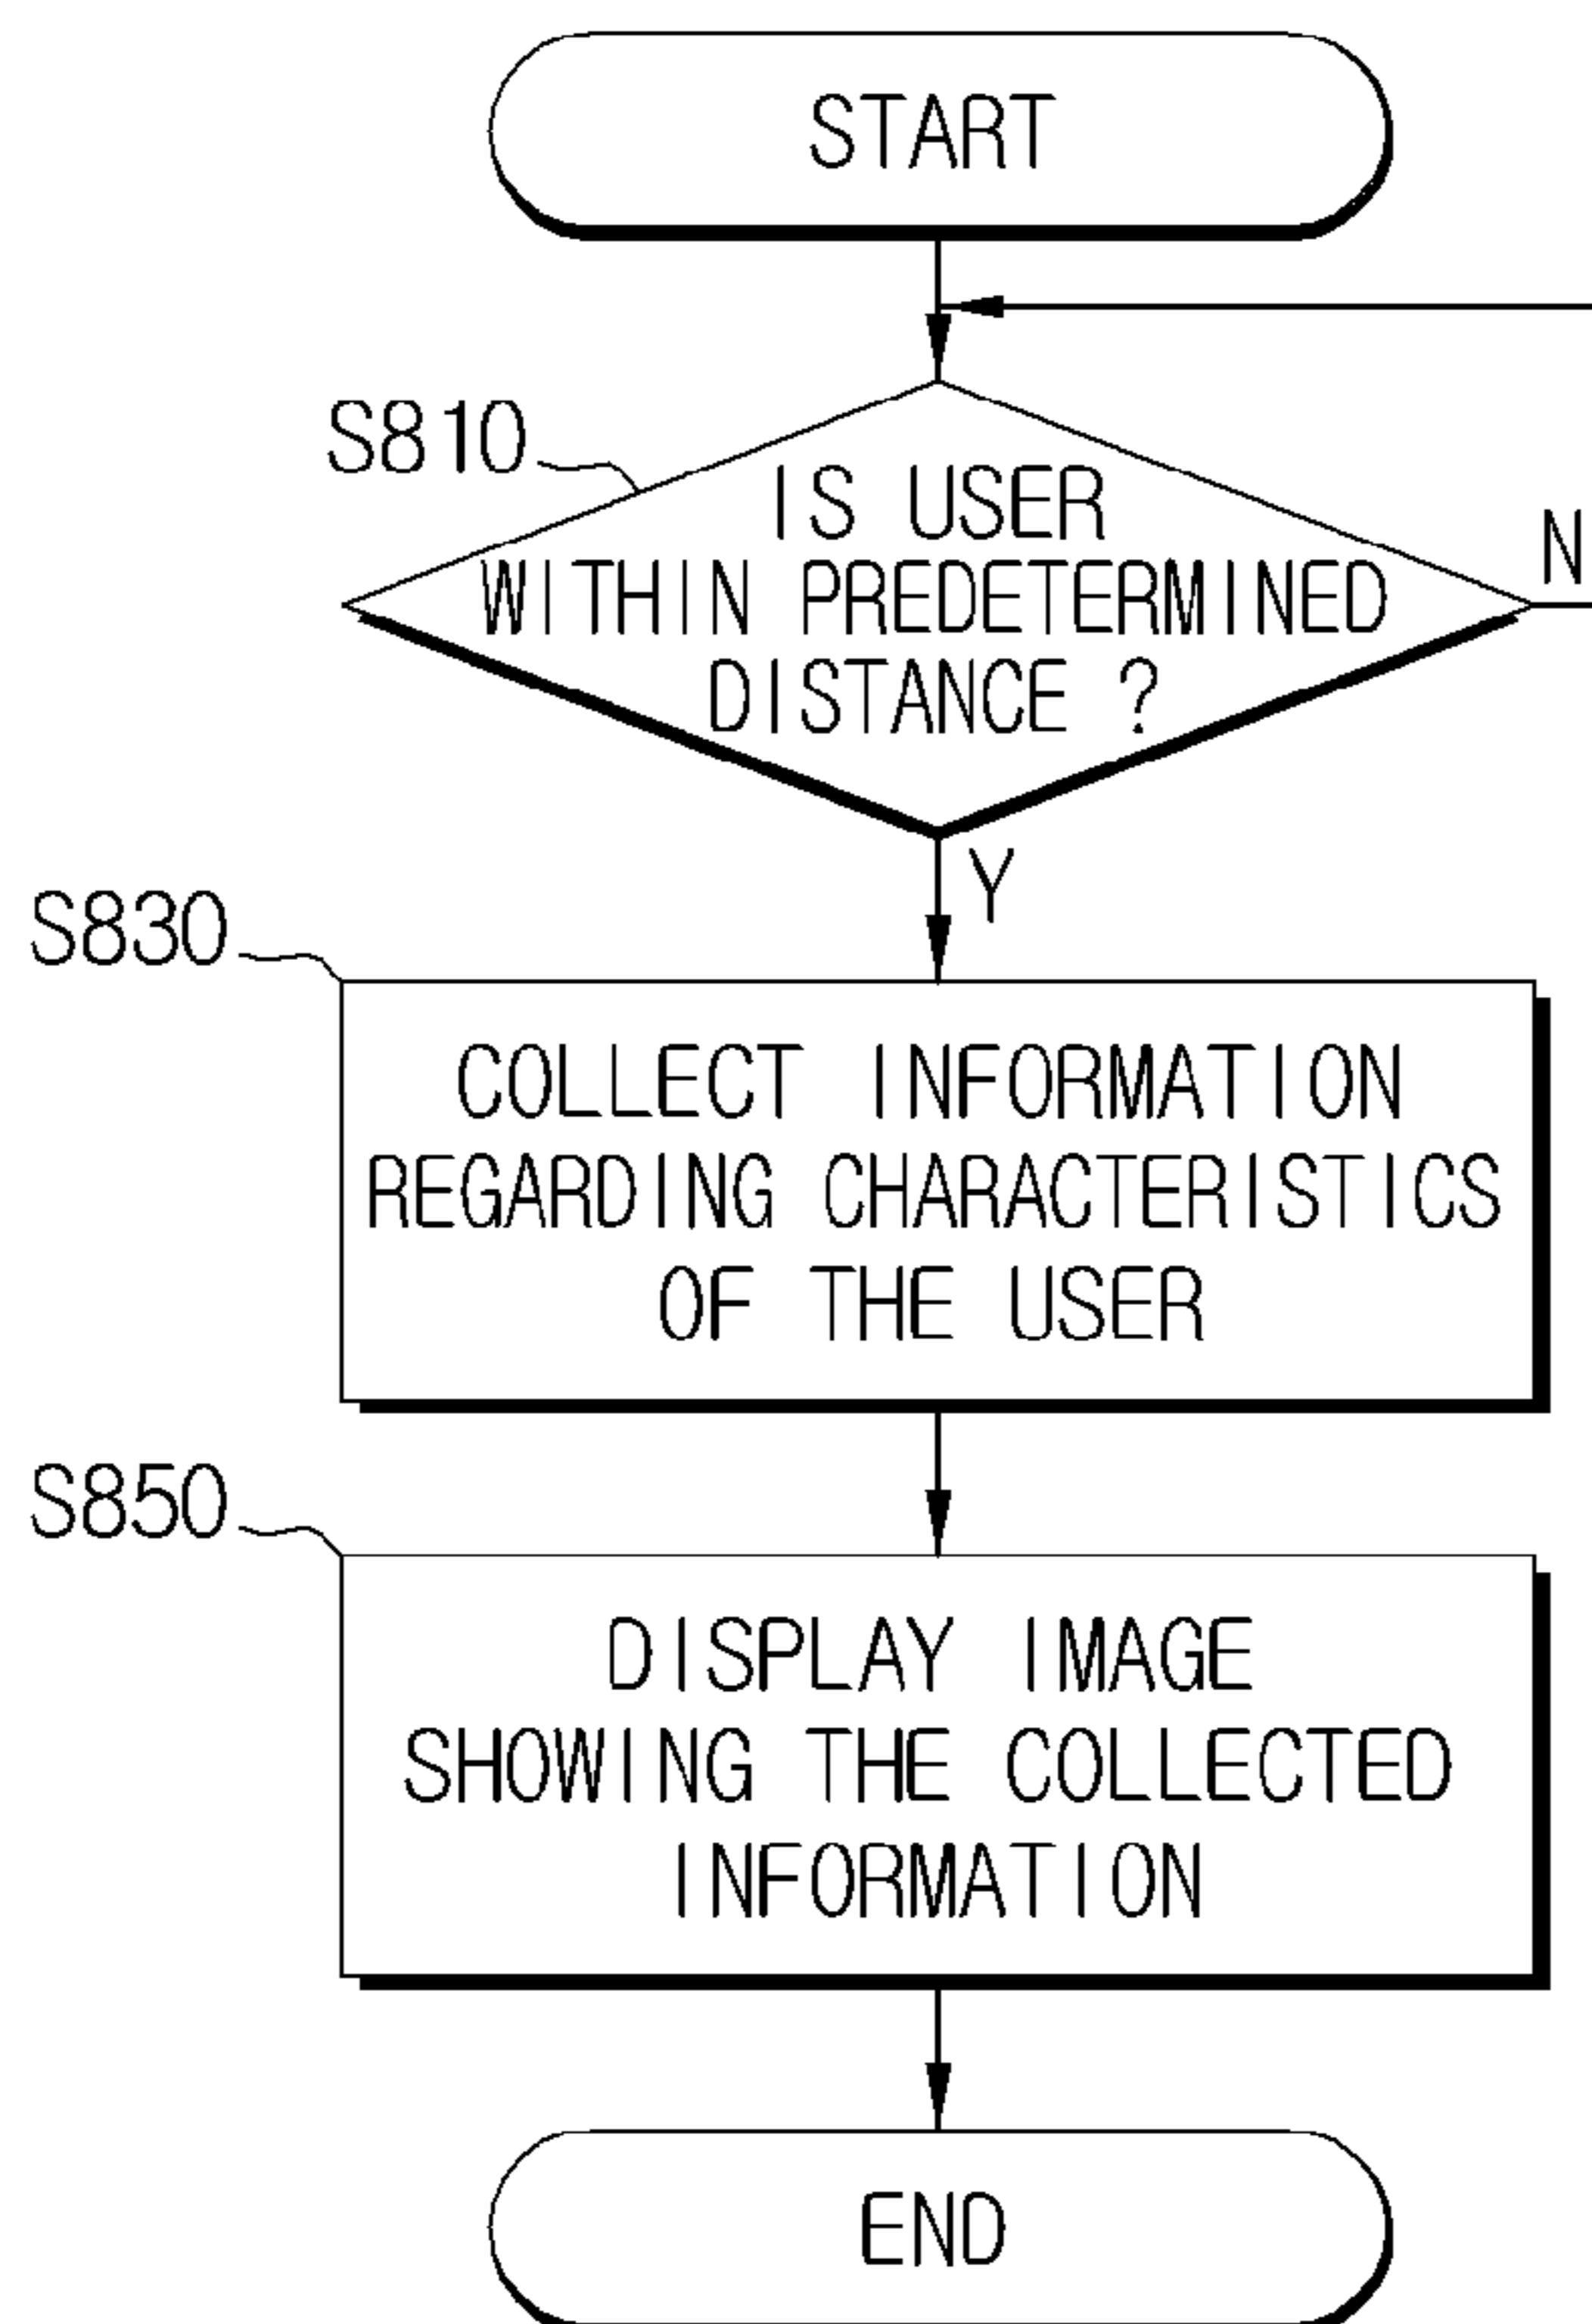 START
S810
IS USER
WITHIN PREDETERMINED
DISTANCE ?
N
Y
S830
COLLECT INFORMATION
REGARDING CHARACTERISTICS
OF THE USER
S850
DISPLAY IMAGE
SHOWING THE COLLECTED
INFORMATION
END